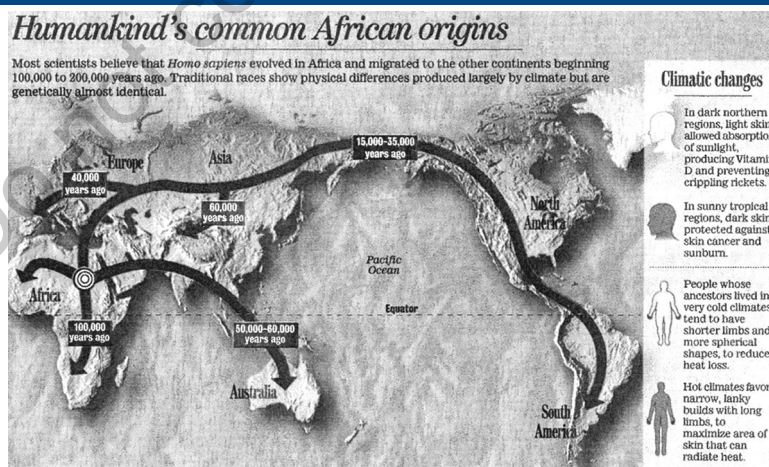 Humankind's common African origins
Most scientists believe that Homo sapiens evolved in Africa and migrated to the other continents beginning
100,000 to 200,000 years ago. Traditional races show physical differences produced largely by climate but are
genetically almost identical.
Europe
Asia
40,000
years ago
60,000
years ago
15,000-35,000
years ago
North
America
Pacific
Ocean
Africa
Equator
100,000
years ago
50,000-60,000
years ago
Australia
South
America
Climatic changes
In dark northern
regions, light skin
allowed absorptio
of sunlight,
producing Vitami
D and preventing
crippling rickets.
In sunny tropical
regions, dark skin
protected against
skin cancer and
sunburn.
People whose
ancestors lived in
very cold climates
tend to have
shorter limbs and
more spherical
shapes, to reduce
heat loss.
Hot climates favor
narrow, lanky
builds with long
limbs, to
maximize area of
skin that can
radiate heat.